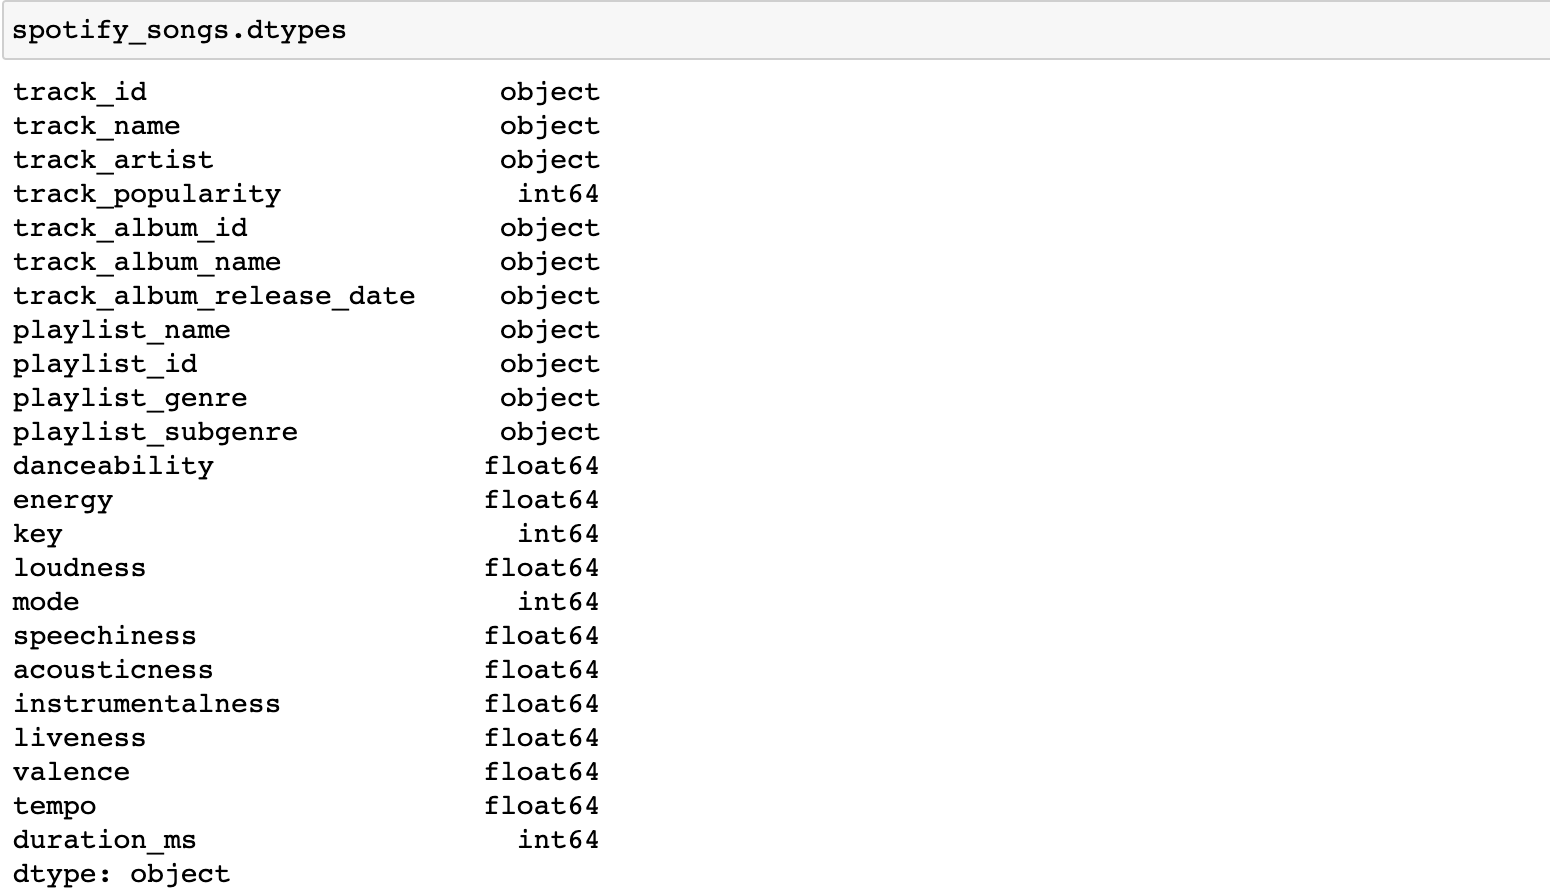 spotify_songs.dtypes
track_id object
track_name object
track_artist object
track_popularity int64
track_album_id object
track_album_name object
track_album_release_date object
playlist_name object
playlist_id object
playlist_genre object
playlist_subgenre object
danceability float64
energy float64
key int64
loudness float64
mode int64
speechiness float64
acousticness float64
instrumentalness float64
liveness float64
valence float64
tempo float64
duration_ms int64
dtype: object